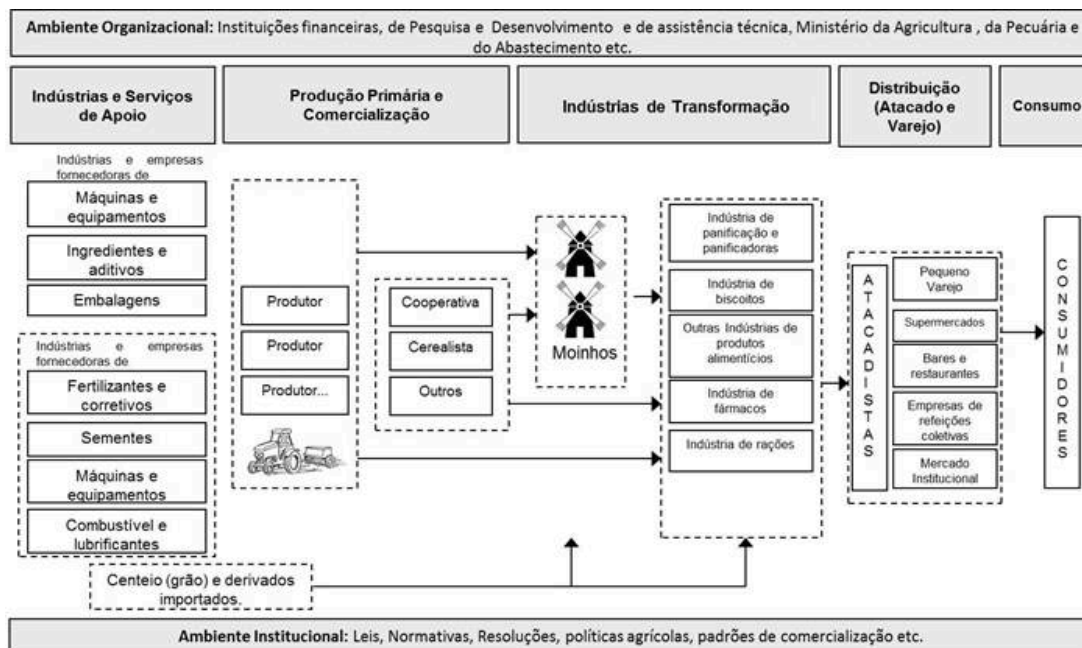 Ambiente Organizacional: Instituições financeiras, de Pesquisa e Desenvolvimento e de assistência técnica, Ministério da Agricultura , da Pecuária e
do Abastecimento etc.
Indústrias e Serviços
de Apoio
Produção Primária e
Comercialização
Indústrias de Transformação
Distribuição
(Atacado e
Varejo)
Consumo
Indústrias e empresas
fornecedoras de
Máquinas e
equipamentos
Ingredientes e
aditivos
Embalagens
Indústrias e empresas
fornecedoras de
Fertilizantes e
corretivos
Sementes
Máquinas e
equipamentos
Combustível e
lubrificantes
Produtor
Produtor
Produtor...
Cooperativa
Cerealista
Outros
Moinhos
Indústria de
panificação e
panificadoras
Indústria de
biscoitos
Outras Indústrias de
produtos
alimentícios
Indústria de
fármacos
Indústria de rações
ATACADISTAS
Pequeno
Varejo
Supermercados
Bares e
restaurantes
Empresas de
refeições
coletivas
Mercado
Institucional
CONSUMIDORES
Centeio (grão) e derivados
importados.
Ambiente Institucional: Leis, Normativas, Resoluções, políticas agrícolas, padrões de comercialização etc.